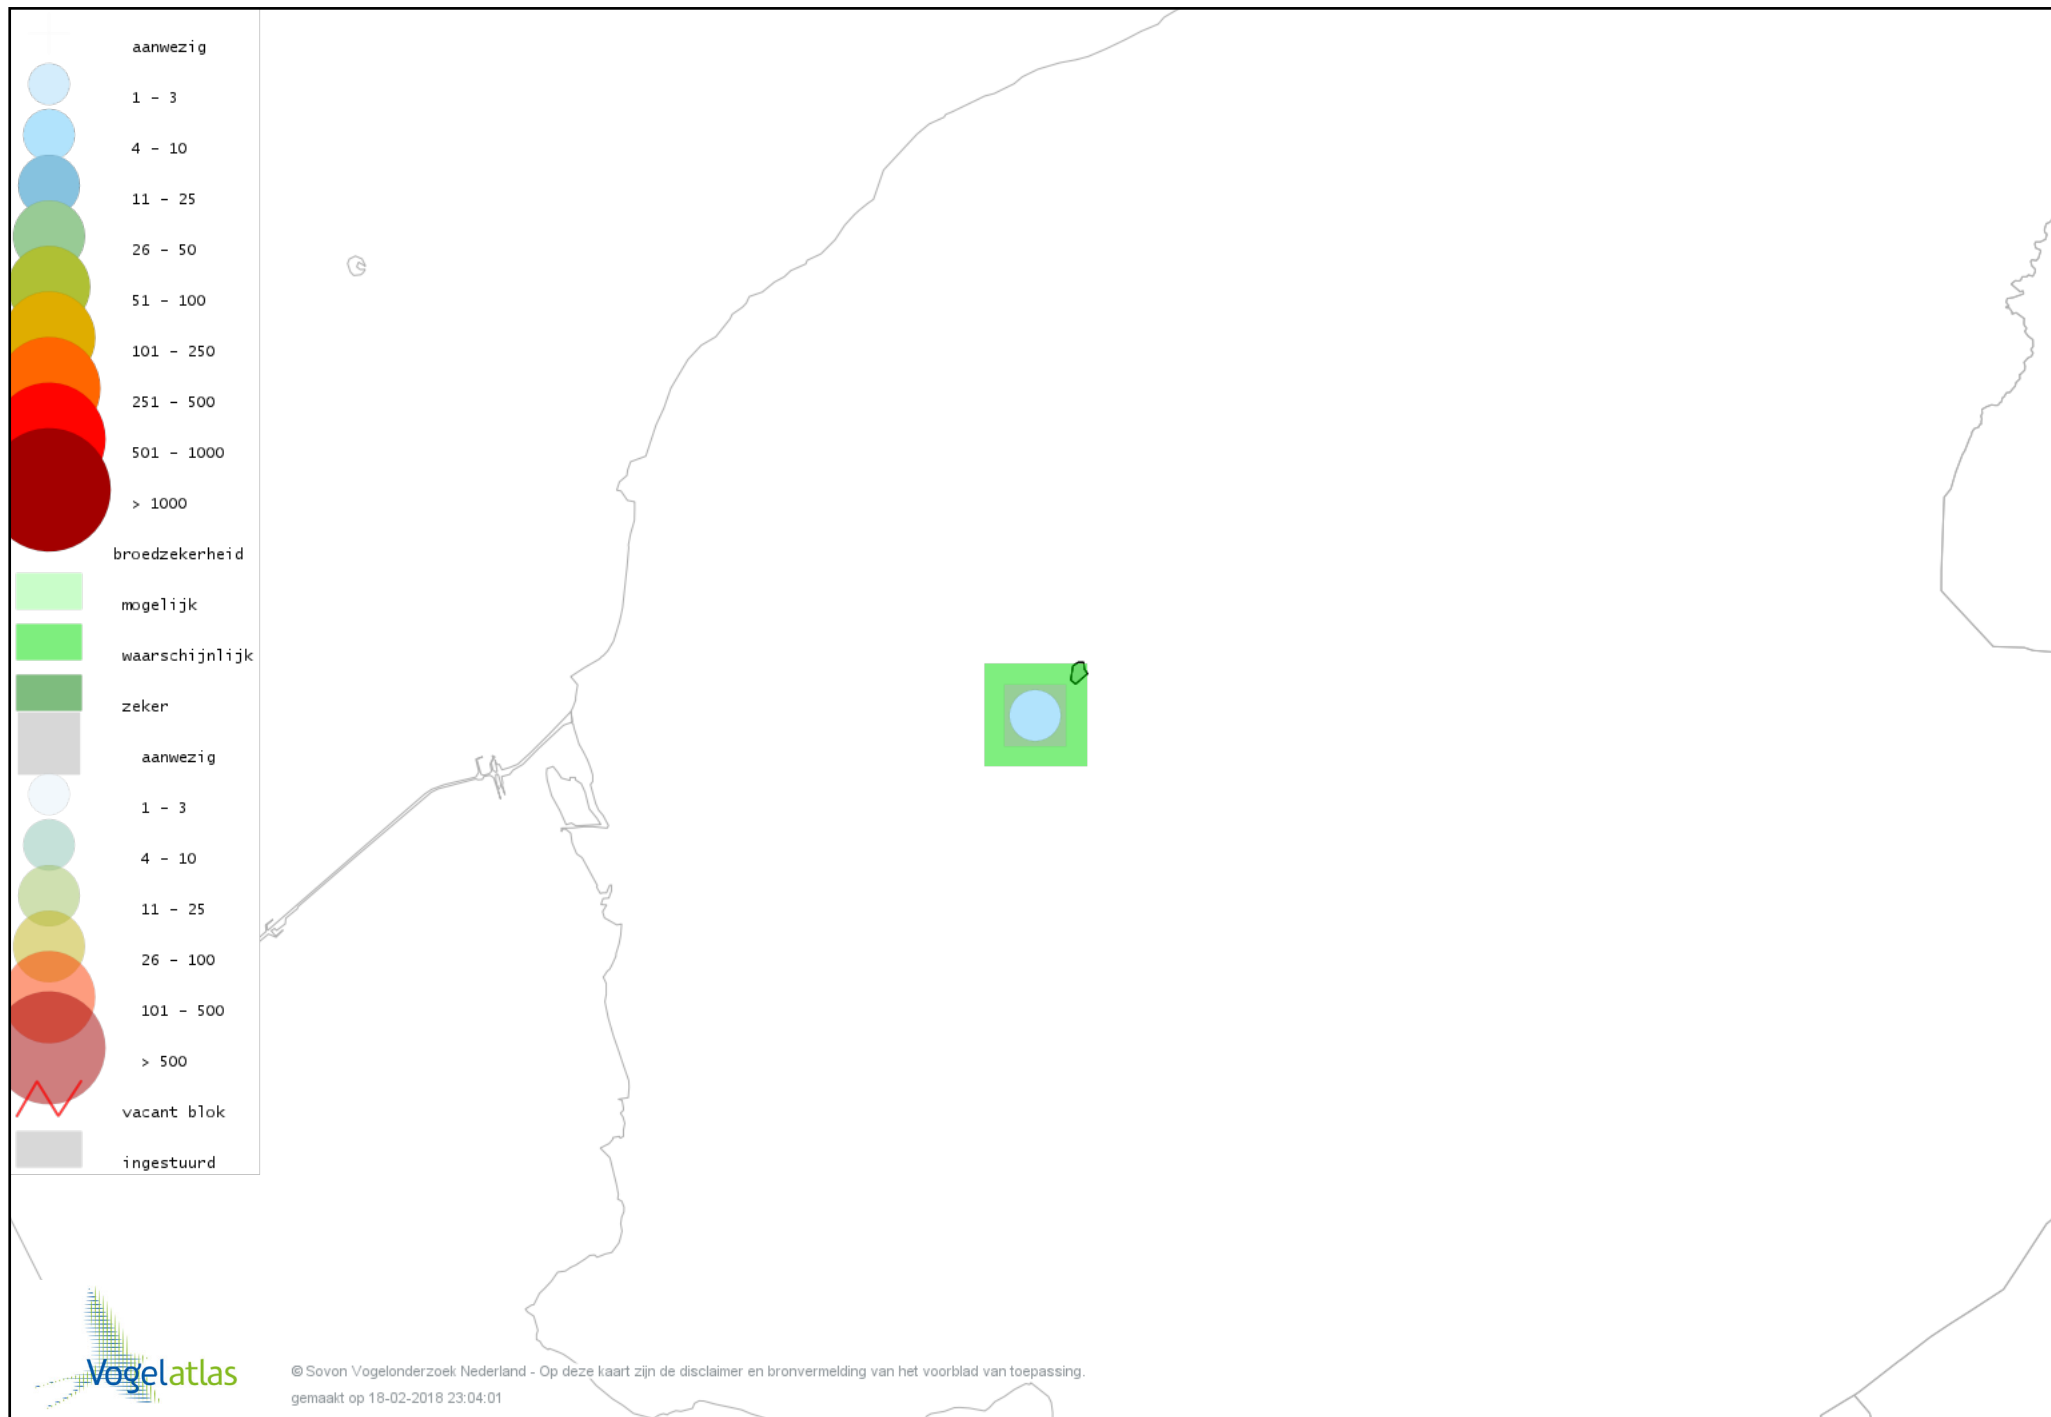 aanwezig
1 - 3
4 - 10
11 - 25
26 - 50
51 - 100
101 - 250
251 - 500
501 - 1000
> 1000
broedzekerheid
mogelijk
waarschijnlijk
zeker
aanwezig
1 - 3
4 - 10
11 - 25
26 - 100
101 - 500
> 500
vacant blok
ingestuurd
Vogelatlas
© Sovon Vogelonderzoek Nederland - Op deze kaart zijn de disclaimer en bronvermelding van het voorblad van toepassing.
gemaakt op 18-02-2018 23:04:01